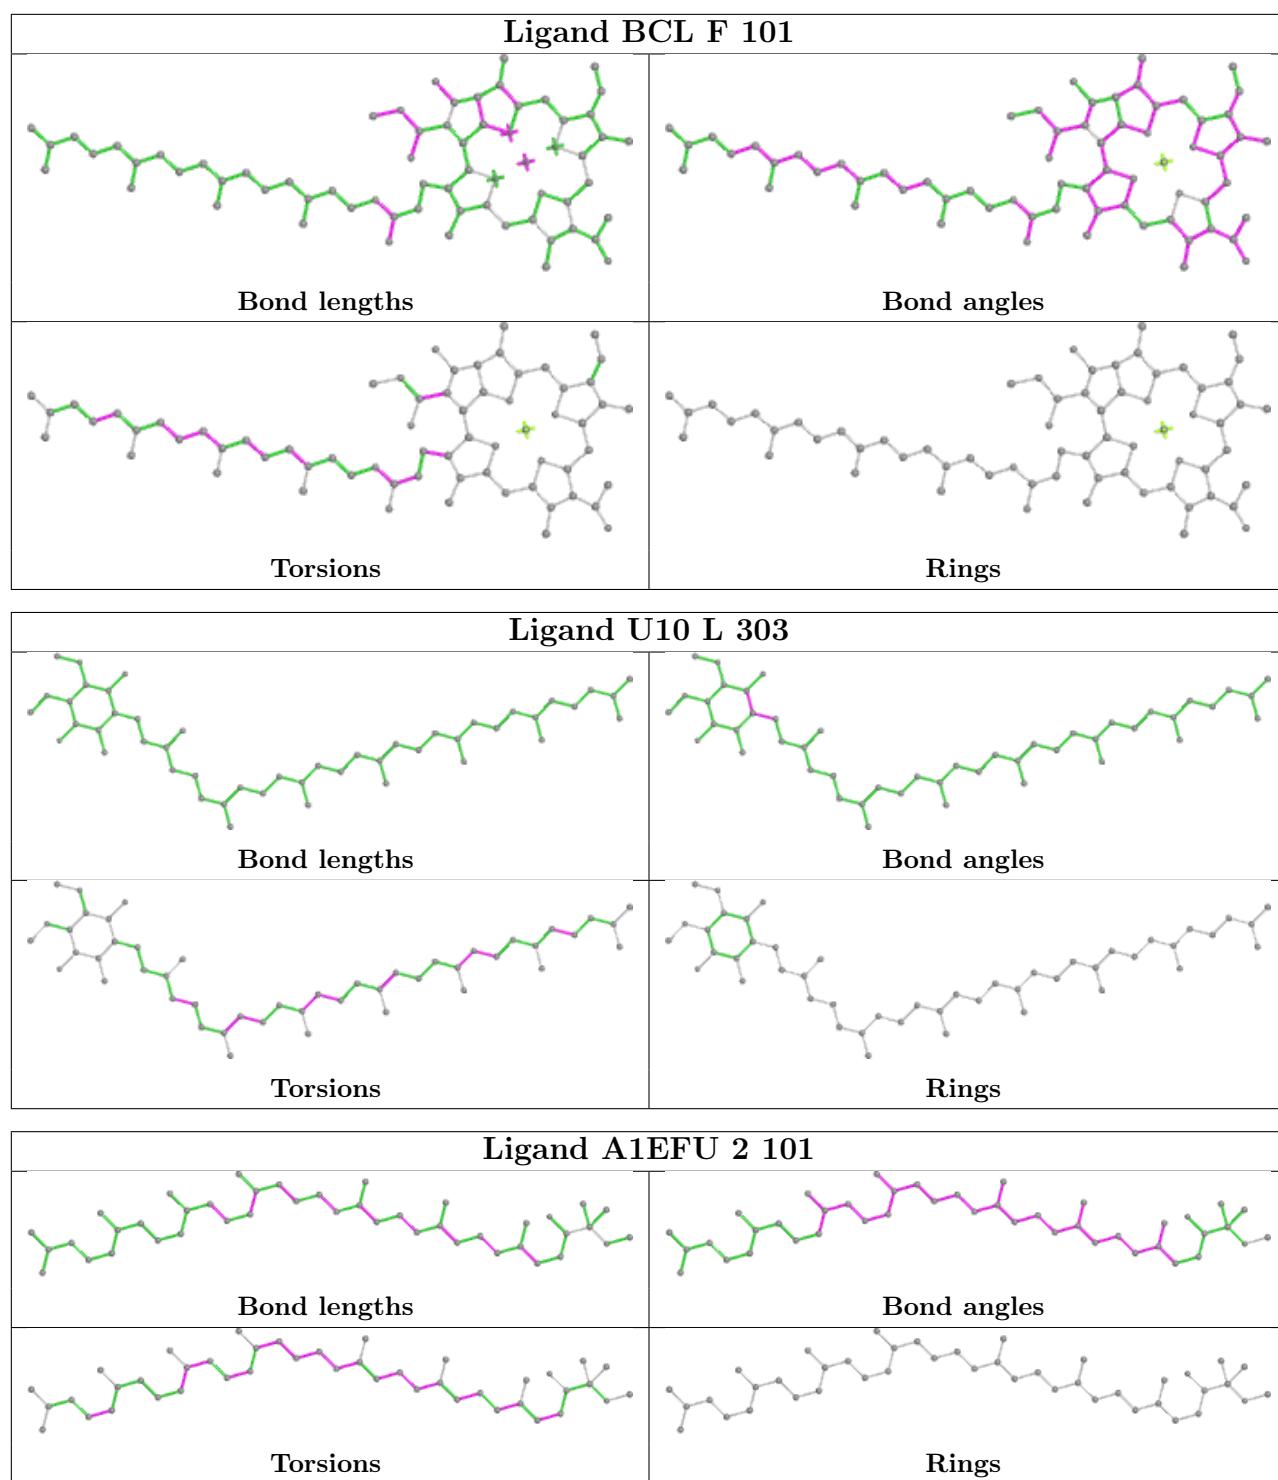 Ligand BCL F 101
Bond lengths
Bond angles
Torsions
Rings
Ligand U10 L 303
Bond lengths
Bond angles
Torsions
Rings
Ligand A1EFU 2 101
Bond lengths
Bond angles
Torsions
Rings